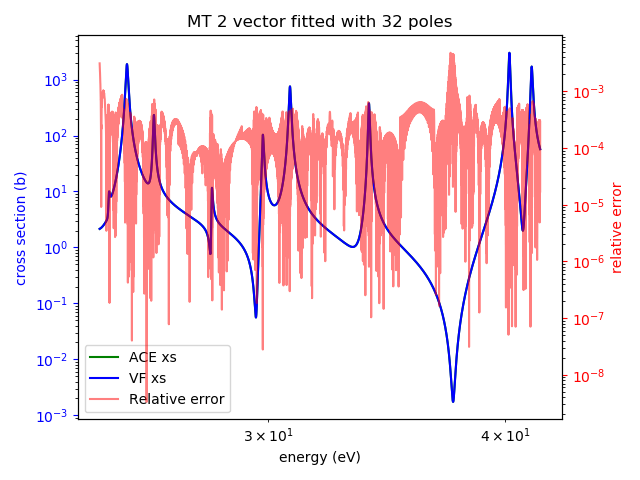 MT 2 vector fitted with 32 poles
cross section (b)
10³
10²
10¹
10⁰
10⁻¹
10⁻²
10⁻³
10⁻³
10⁻⁴
10⁻⁵
10⁻⁶
10⁻⁷
10⁻⁸
relative error
ACE xs
VF xs
Relative error
3 × 10¹ 4 × 10¹
energy (eV)